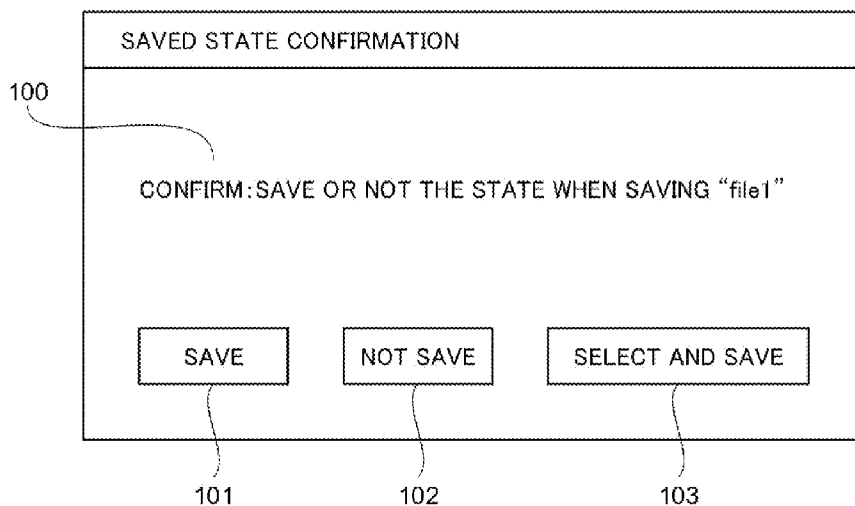 SAVED STATE CONFIRMATION
100
CONFIRM:SAVE OR NOT THE STATE WHEN SAVING “file1”
SAVE
NOT SAVE
SELECT AND SAVE
101
102
103